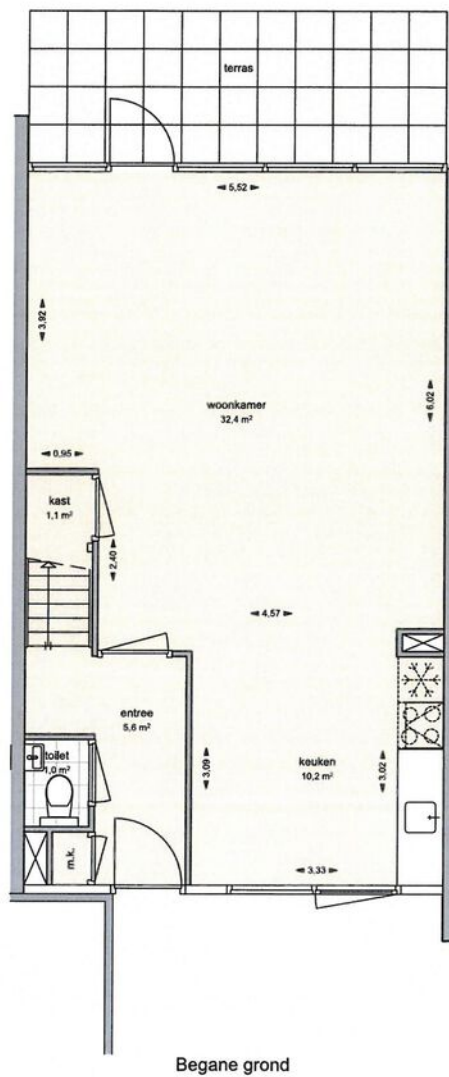 terras
5,52
3,92
woonkamer
32,4 m²
6,02
0,95
kast
1,1 m²
2,40
4,57
entree
5,6 m²
toilet
1,0 m²
3,09
keuken
10,2 m²
3,02
m.k.
3,33
Begane grond